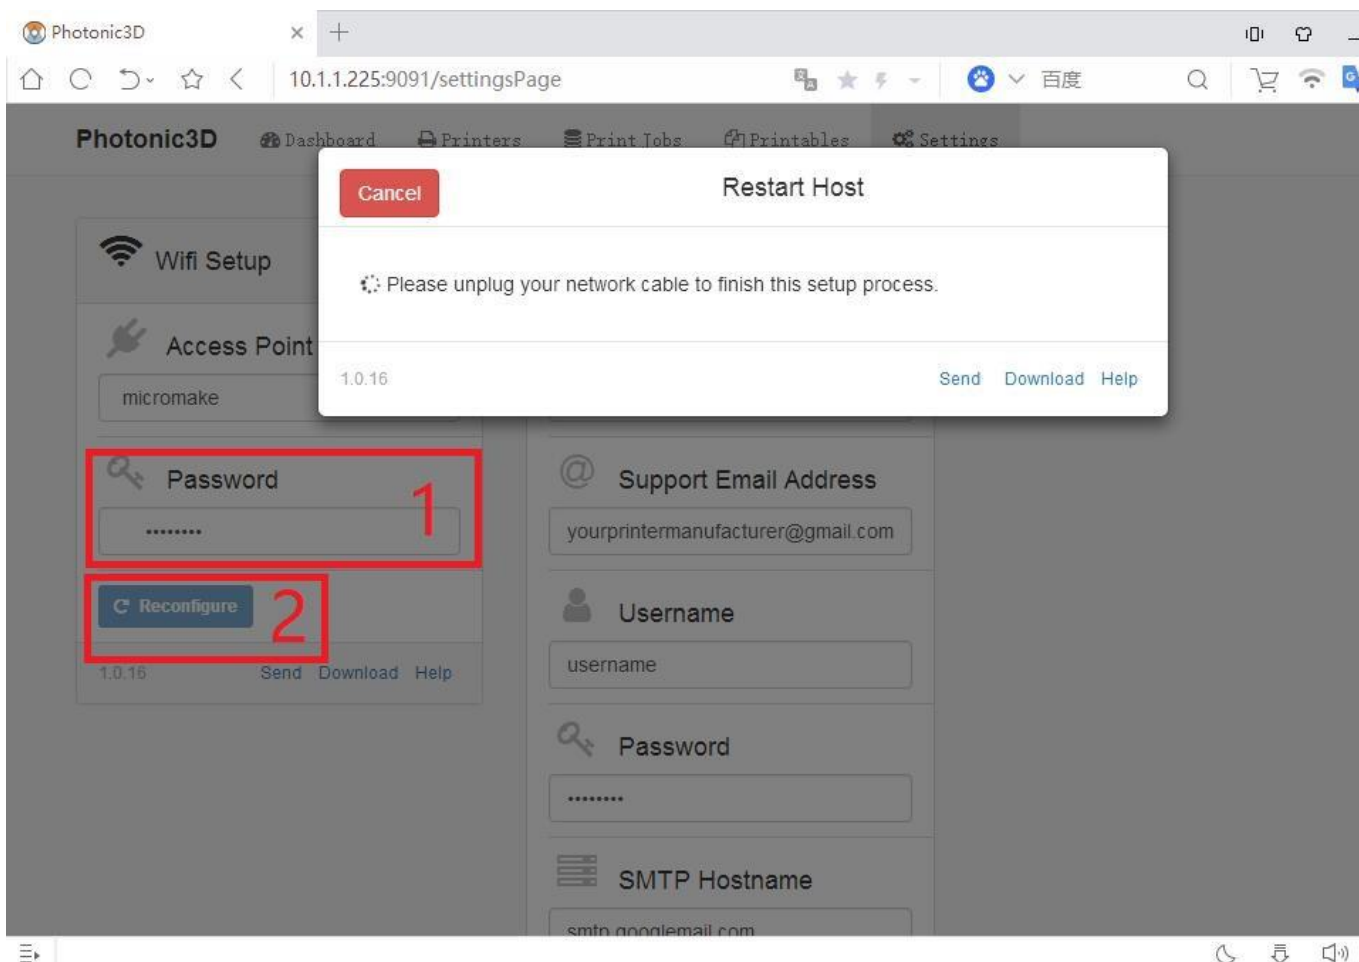 Photonic3D
10.1.1.225:9091/settingsPage
百度
Photonic3D Dashboard Printers Print Jobs Printables Settings
Cancel
Restart Host
Please unplug your network cable to finish this setup process.
1.0.16
Send Download Help
Wifi Setup
Access Point
micromake
Password
••••••••
1
Reconfigure
2
1.0.16
Send Download Help
Support Email Address
yourprintermanufacturer@gmail.com
Username
username
Password
••••••••
SMTP Hostname
smtp.googlemail.com